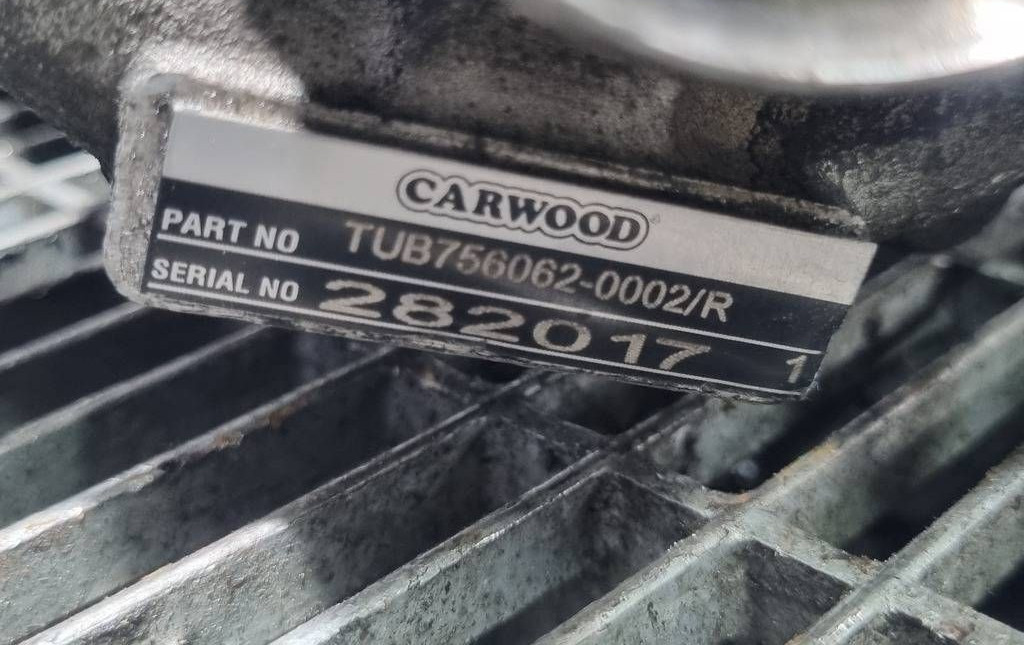 CARWOOD
PART NO TUB756062-0002/R
SERIAL NO 282017 1